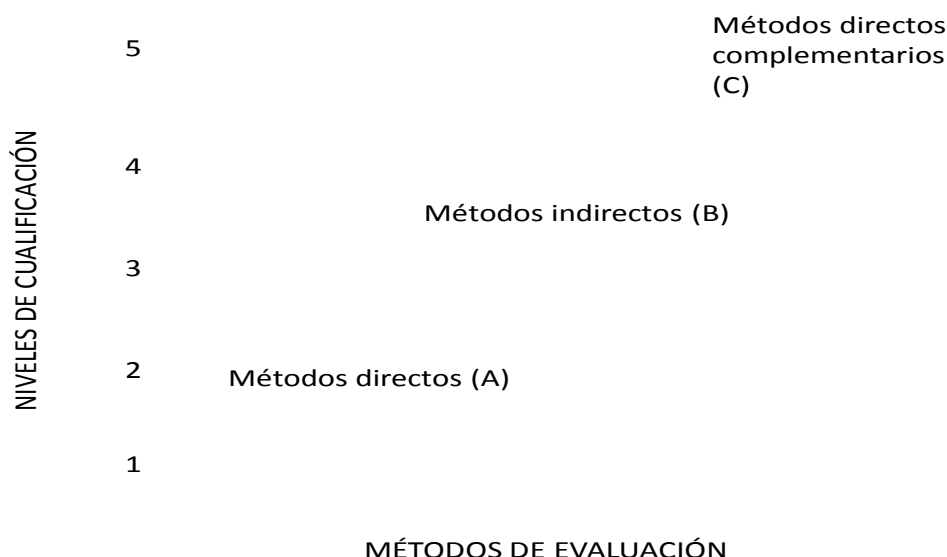 NIVELES DE CUALIFICACIÓN
5
Métodos directos
complementarios
(C)
4
Métodos indirectos (B)
3
2
Métodos directos (A)
1
MÉTODOS DE EVALUACIÓN